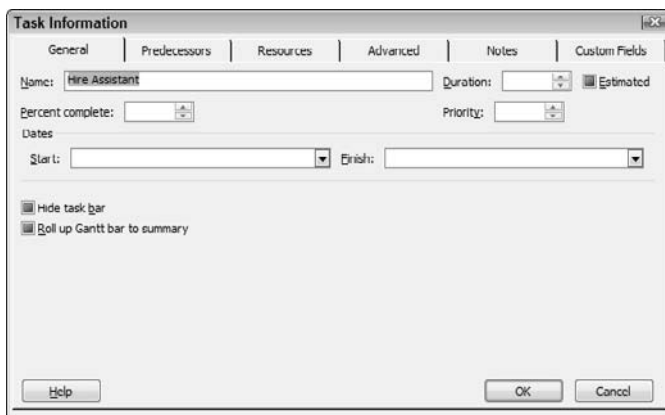 Task Information
General Predecessors Resources Advanced Notes Custom Fields
Name: Hire Assistant Duration: Estimated
Percent complete: Priority:
Dates
Start: Finish:
Hide task bar
Roll up Gantt bar to summary
Help OK Cancel